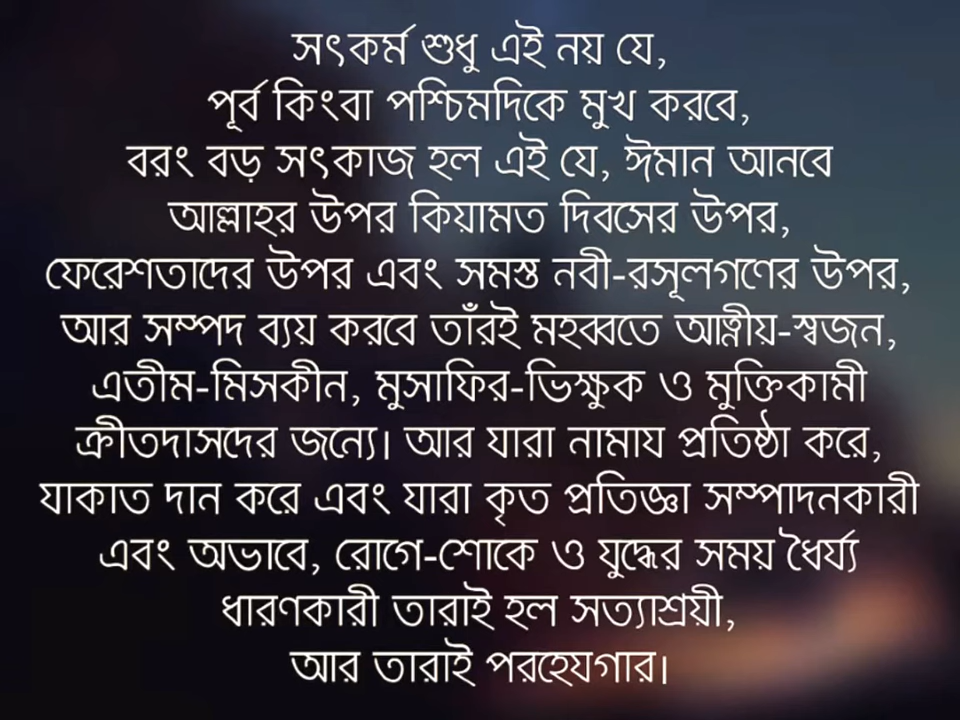 সৎকর্ম শুধু এই নয় যে,
পূর্ব কিংবা পশ্চিমদিকে মুখ করবে,
বরং বড় সৎকাজ হল এই যে, ঈমান আনবে
আল্লাহর উপর কিয়ামত দিবসের উপর,
ফেরেশতাদের উপর এবং সমস্ত নবী-রসূলগণের উপর,
আর সম্পদ ব্যয় করবে তাঁরই মহব্বতে আত্নীয়-স্বজন,
এতীম-মিসকীন, মুসাফির-ভিক্ষুক ও মুক্তিকামী
ক্রীতদাসদের জন্যে। আর যারা নামায প্রতিষ্ঠা করে,
যাকাত দান করে এবং যারা কৃত প্রতিজ্ঞা সম্পাদনকারী
এবং অভাবে, রোগে-শোকে ও যুদ্ধের সময় ধৈর্য্য
ধারণকারী তারাই হল সত্যাশ্রয়ী,
আর তারাই পরহেযগার।